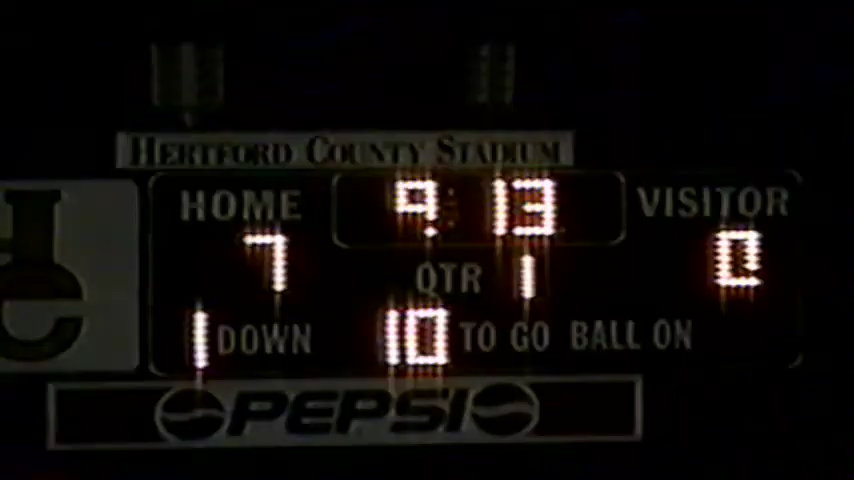 HERTFORD COUNTY STADIUM
HOME 9:13 VISITOR
7 QTR 1 0
1 DOWN 10 TO GO BALL ON
PEPSI